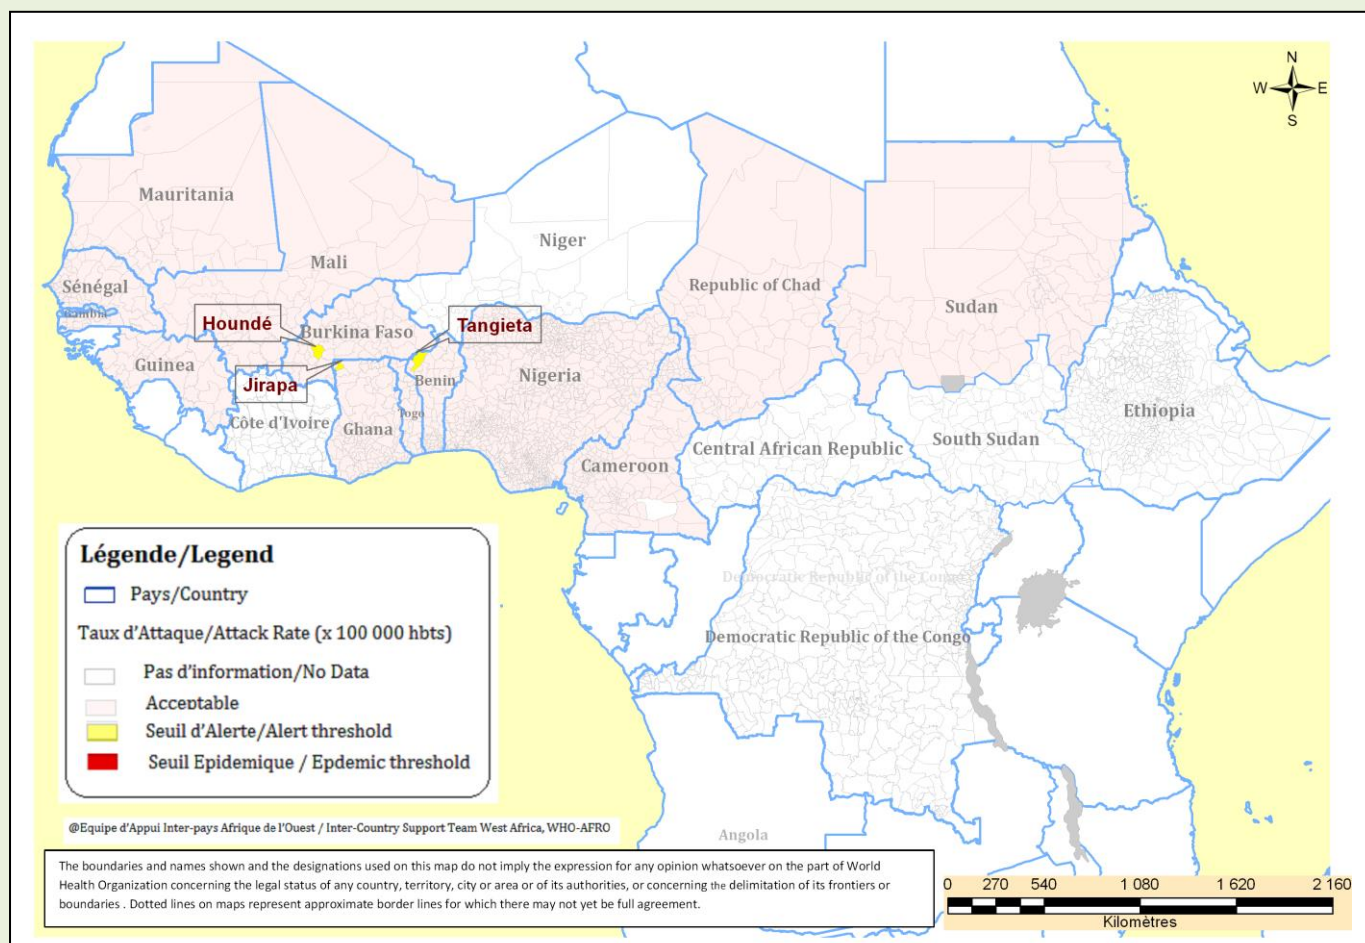 N
W E
S
Mauritania
Mali
Niger
Republic of Chad
Sudan
Sénégal
Gambia
Houndé
Burkina Faso
Tangieta
Guinea
Jirapa
Benin
Nigeria
Togo
Côte d'Ivoire
Ghana
Cameroon
Central African Republic
South Sudan
Ethiopia
Democratic Republic of the Congo
Democratic Republic of the Congo
Angola
Légende/Legend
Pays/Country
Taux d'Attaque/Attack Rate (x 100 000 hbts)
Pas d'information/No Data
Acceptable
Seuil d'Alerte/Alert threshold
Seuil Epidemique / Epdemic threshold
@Equipe d'Appui Inter-pays Afrique de l'Ouest / Inter-Country Support Team West Africa, WHO-AFRO
The boundaries and names shown and the designations used on this map do not imply the expression for any opinion whatsoever on the part of World
Health Organization concerning the legal status of any country, territory, city or area or of its authorities, or concerning the delimitation of its frontiers or
boundaries . Dotted lines on maps represent approximate border lines for which there may not yet be full agreement.
0 270 540 1 080 1 620 2 160
Kilomètres